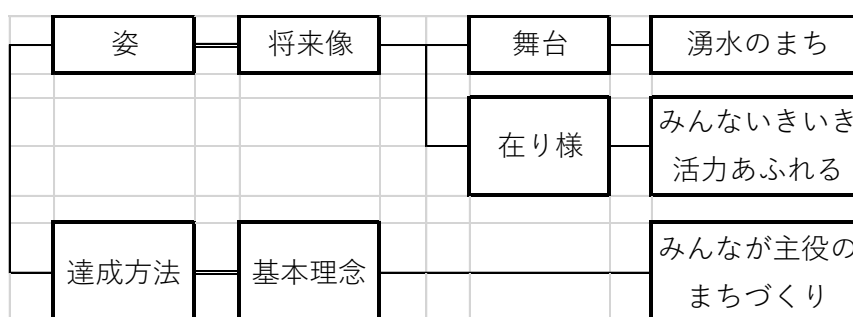 姿
将来像
舞台
湧水のまち
在り様
みんないきいき
活力あふれる
達成方法
基本理念
みんなが主役の
まちづくり